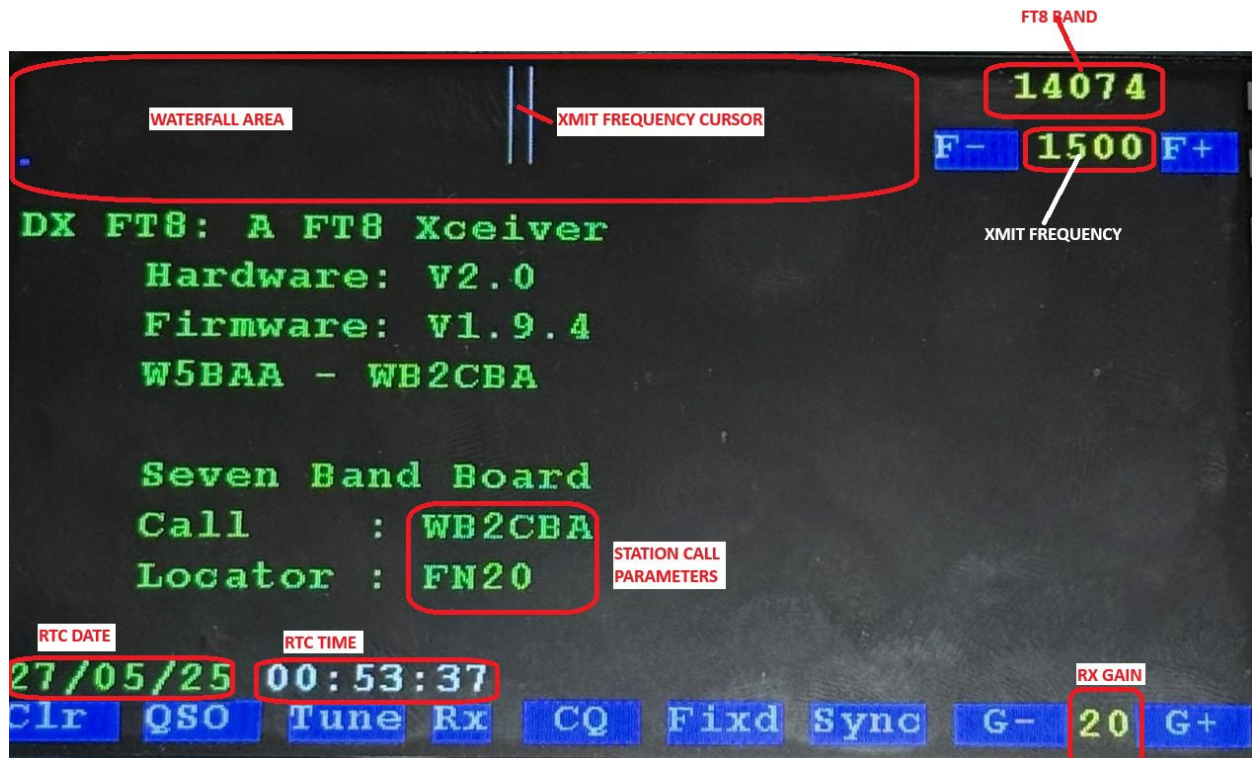 FT8 BAND
14074
WATERFALL AREA
XMIT FREQUENCY CURSOR
F- 1500 F+
XMIT FREQUENCY
DX FT8: A FT8 Xceiver
Hardware: V2.0
Firmware: V1.9.4
W5BAA - WB2CBA
Seven Band Board
Call : WB2CBA
Locator : FN20
STATION CALL
PARAMETERS
RTC DATE
RTC TIME
27/05/25 00:53:37
RX GAIN
Clr QSO Tune Rx CQ Fixd Sync G- 20 G+